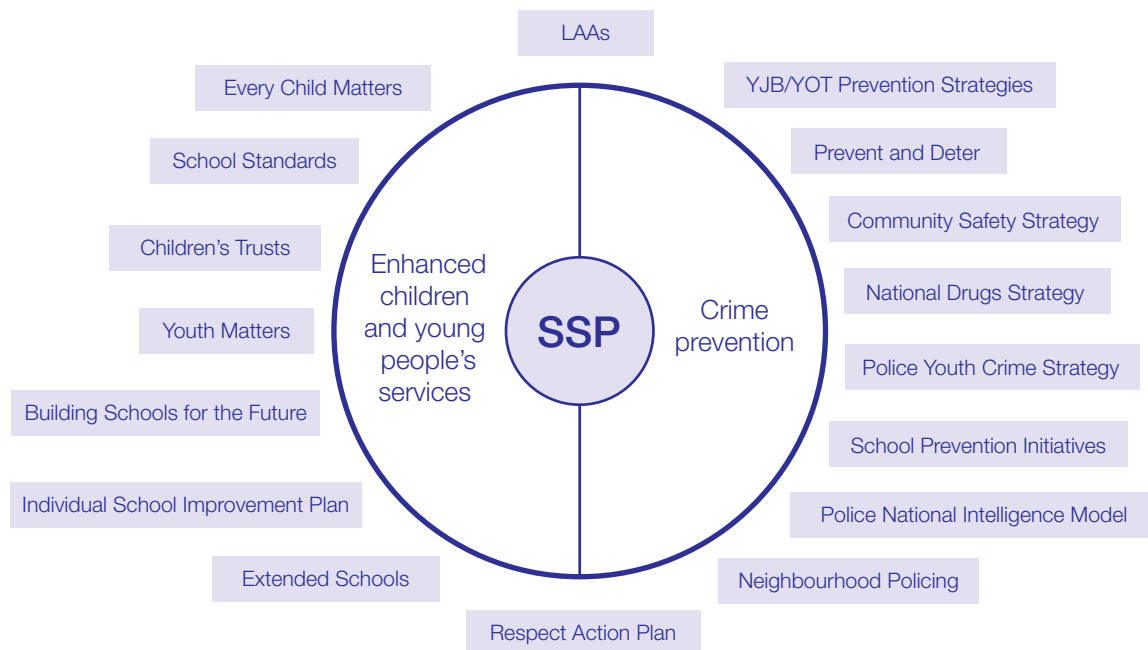 LAAs
Every Child Matters
YJB/YOT Prevention Strategies
School Standards
Prevent and Deter
Community Safety Strategy
Children’s Trusts
Enhanced
children
and young
people’s
services
SSP
Crime
prevention
National Drugs Strategy
Youth Matters
Police Youth Crime Strategy
Building Schools for the Future
School Prevention Initiatives
Individual School Improvement Plan
Police National Intelligence Model
Extended Schools
Neighbourhood Policing
Respect Action Plan